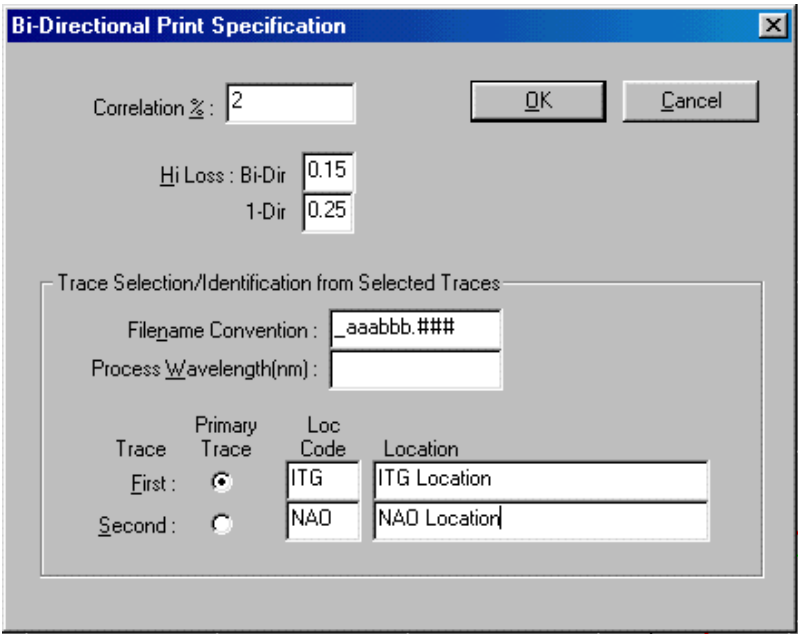 Bi-Directional Print Specification
Correlation % : 2
OK Cancel
Hi Loss : Bi-Dir 0.15
1-Dir 0.25
Trace Selection/Identification from Selected Traces
Filename Convention : _aaabbb.###
Process Wavelength(nm) :
Primary Loc
Trace Trace Code Location
First : ITG ITG Location
Second : NAO NAO Location